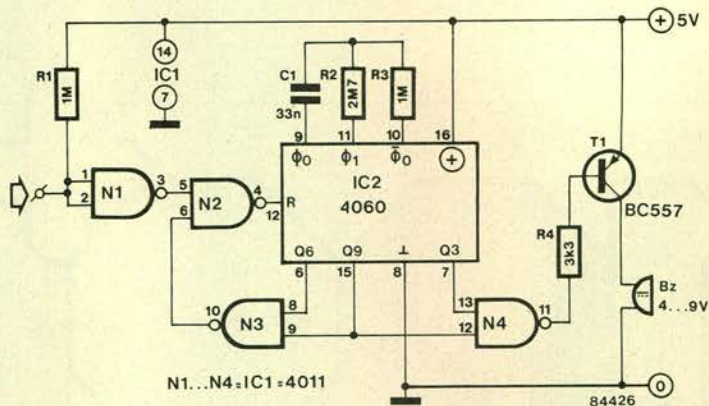 5V
14
IC1
7
R1
1M
C1
33n
R2
2M7
R3
1M
9
11
10
16
ϕ0
ϕ1
ϕ̅0
+
IC2
4060
T1
BC557
1
2
N1
3
5
6
N2
4
12
R
R4
3k3
Q6
Q9
⊥
Q3
6
15
8
7
Bz
4...9V
10
N3
8
9
13
12
N4
11
N1...N4=IC1=4011
0
84426